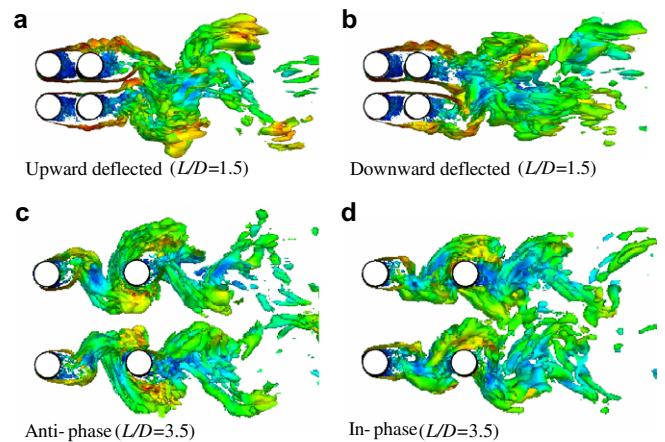 a
b
Upward deflected (L/D=1.5)
Downward deflected (L/D=1.5)
c
d
Anti- phase (L/D=3.5)
In- phase (L/D=3.5)